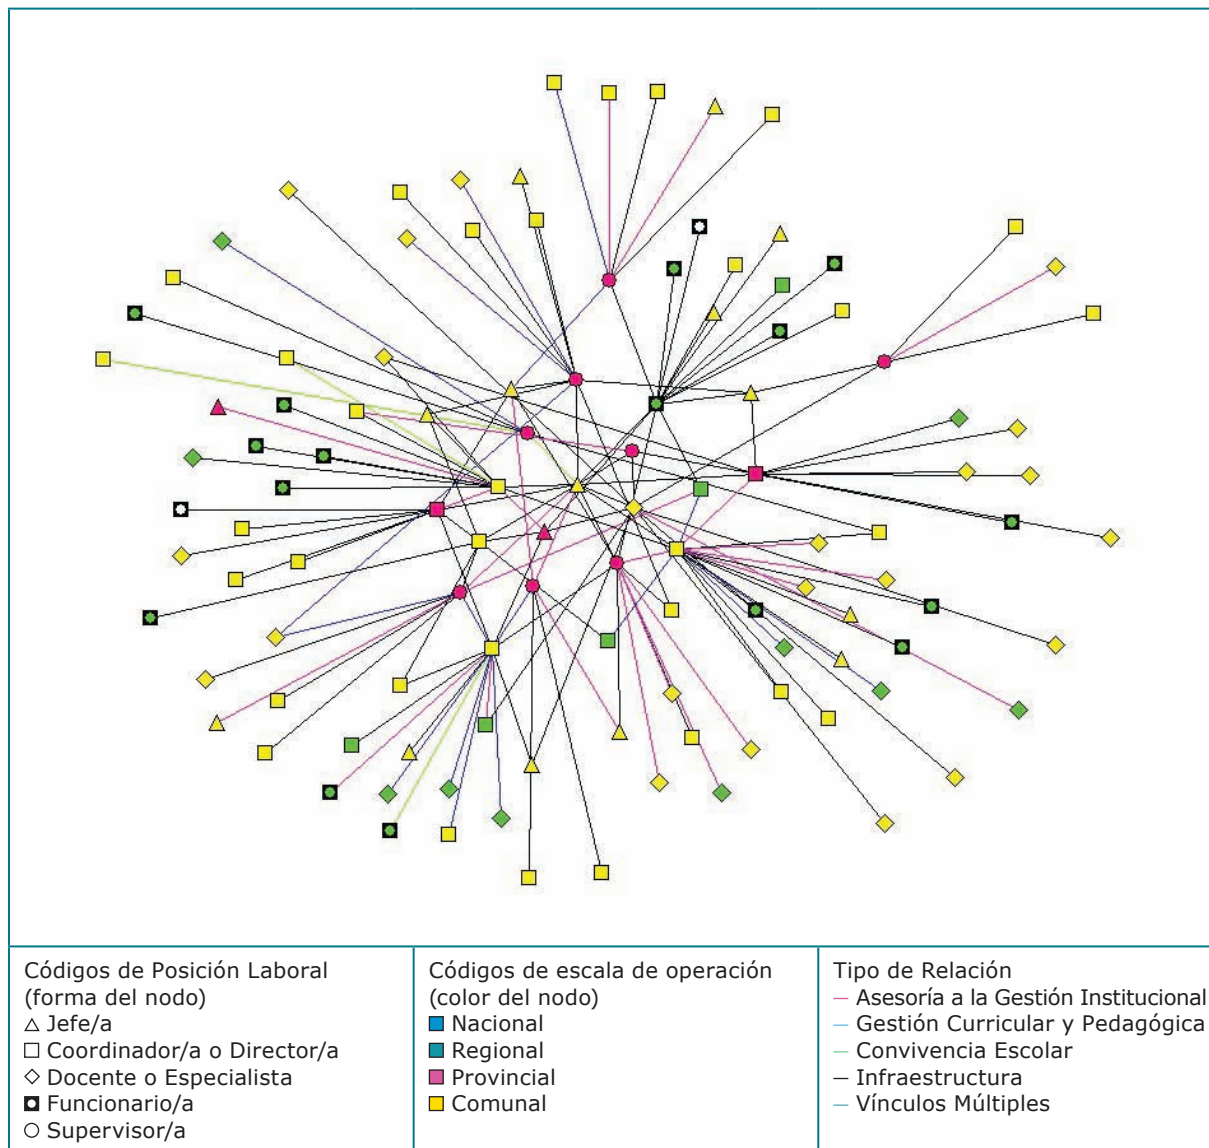 Códigos de Posición Laboral
(forma del nodo)
Jefe/a
Coordinador/a o Director/a
Docente o Especialista
Funcionario/a
Supervisor/a
Códigos de escala de operación
(color del nodo)
Nacional
Regional
Provincial
Comunal
Tipo de Relación
Asesoría a la Gestión Institucional
Gestión Curricular y Pedagógica
Convivencia Escolar
Infraestructura
Vínculos Múltiples